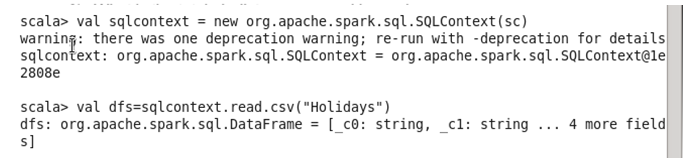 scala> val sqlcontext = new org.apache.spark.sql.SQLContext(sc)
warning: there was one deprecation warning; re-run with -deprecation for details
sqlcontext: org.apache.spark.sql.SQLContext = org.apache.spark.sql.SQLContext@1e
2808e
scala> val dfs=sqlcontext.read.csv("Holidays")
dfs: org.apache.spark.sql.DataFrame = [_c0: string, _c1: string ... 4 more field
s]